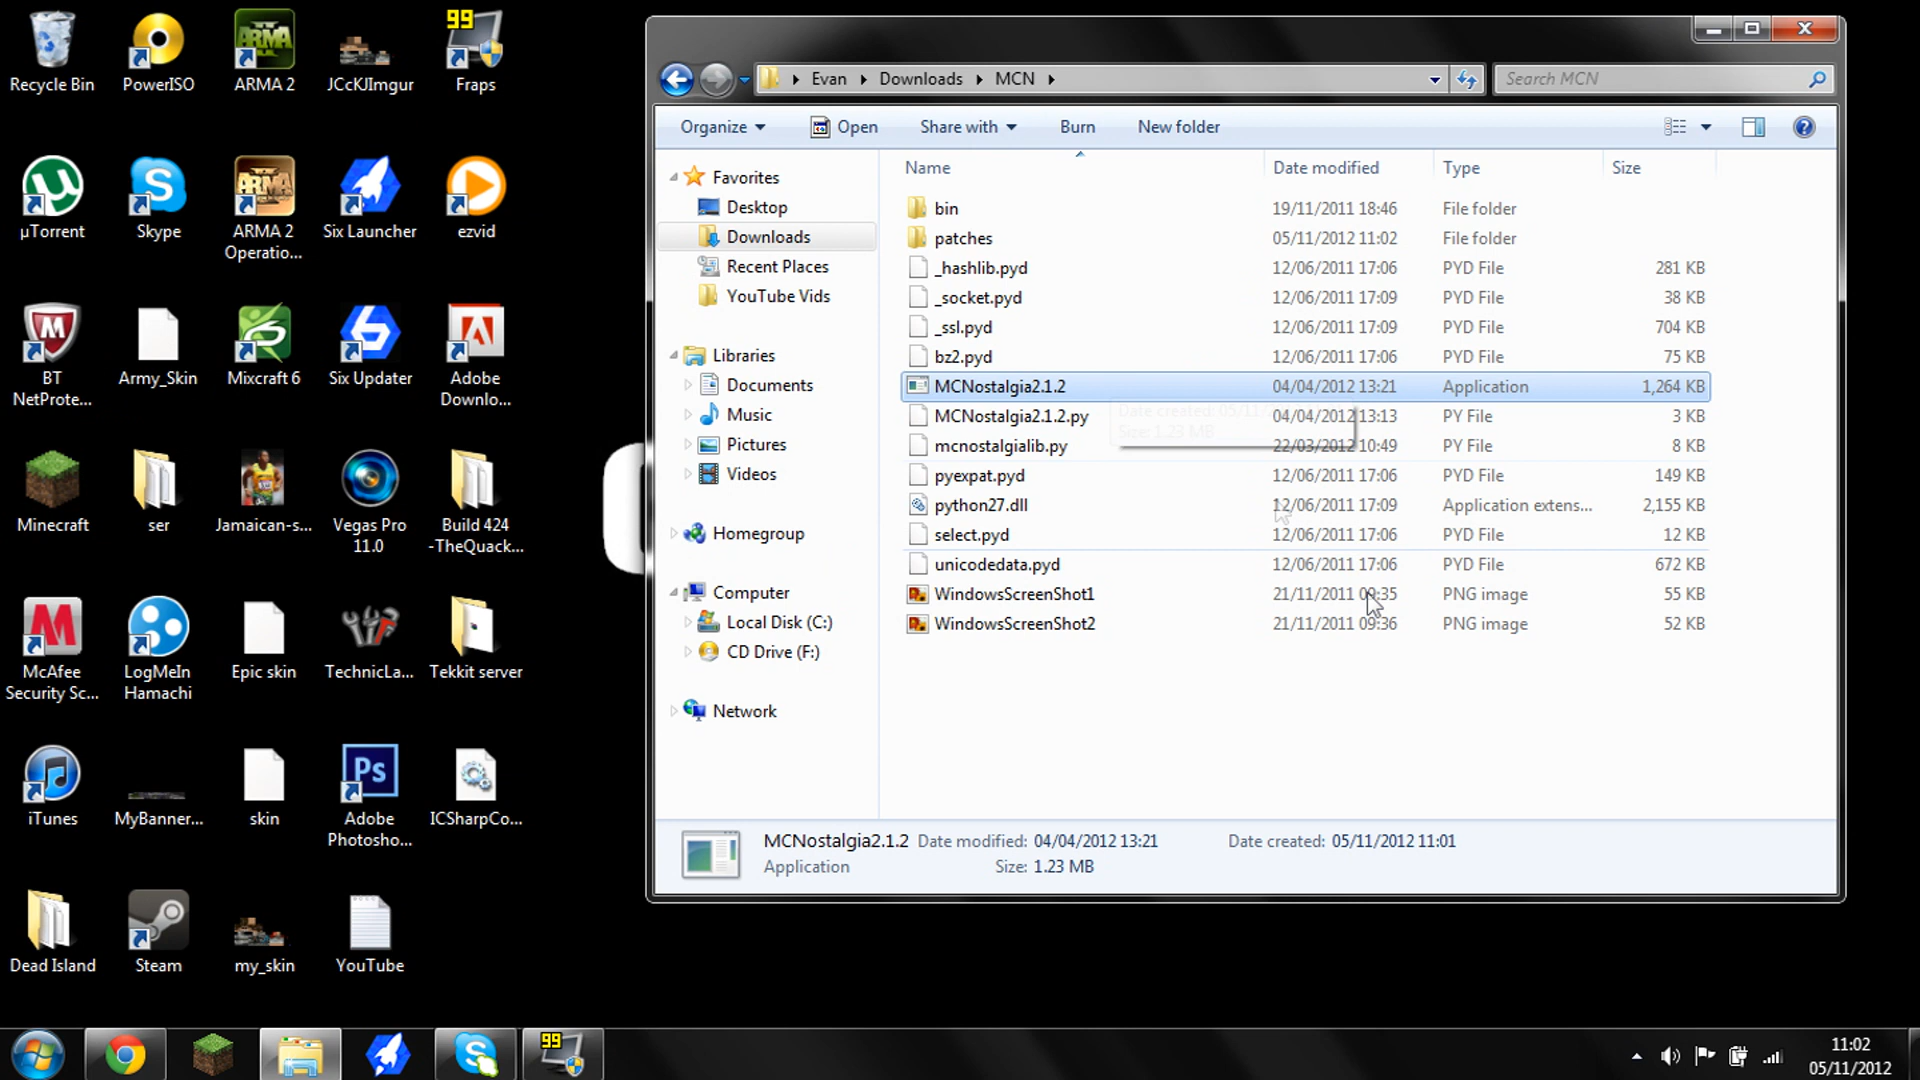 Recycle Bin
PowerISO
ARMA 2
JCcKJImgur
99
Fraps
µTorrent
Skype
ARMA 2
Operatio...
Six Launcher
ezvid
BT
NetProte...
Army_Skin
Mixcraft 6
Six Updater
Adobe
Downlo...
Minecraft
ser
Jamaican-s...
Vegas Pro
11.0
Build 424
-TheQuack...
McAfee
Security Sc...
LogMeIn
Hamachi
Epic skin
TechnicLa...
Tekkit server
iTunes
MyBanner...
skin
Ps
Adobe
Photosho...
ICSharpCo...
Dead Island
Steam
my_skin
YouTube
Evan Downloads MCN
Search MCN
Organize Open Share with Burn New folder
Favorites
Desktop
Downloads
Recent Places
YouTube Vids
Libraries
Documents
Music
Pictures
Videos
Homegroup
Computer
Local Disk (C:)
CD Drive (F:)
Network
Name Date modified Type Size
bin 19/11/2011 18:46 File folder
patches 05/11/2012 11:02 File folder
_hashlib.pyd 12/06/2011 17:06 PYD File 281 KB
_socket.pyd 12/06/2011 17:09 PYD File 38 KB
_ssl.pyd 12/06/2011 17:09 PYD File 704 KB
bz2.pyd 12/06/2011 17:06 PYD File 75 KB
MCNostalgia2.1.2 04/04/2012 13:21 Application 1,264 KB
MCNostalgia2.1.2.py 04/04/2012 13:13 PY File 3 KB
mcnostalgialib.py 22/03/2012 10:49 PY File 8 KB
pyexpat.pyd 12/06/2011 17:06 PYD File 149 KB
python27.dll 12/06/2011 17:09 Application extens... 2,155 KB
select.pyd 12/06/2011 17:06 PYD File 12 KB
unicodedata.pyd 12/06/2011 17:06 PYD File 672 KB
WindowsScreenShot1 21/11/2011 09:35 PNG image 55 KB
WindowsScreenShot2 21/11/2011 09:36 PNG image 52 KB
Date created: 05/11/
Size: 1.23 MB
MCNostalgia2.1.2 Date modified: 04/04/2012 13:21 Date created: 05/11/2012 11:01
Application Size: 1.23 MB
99
11:02
05/11/2012